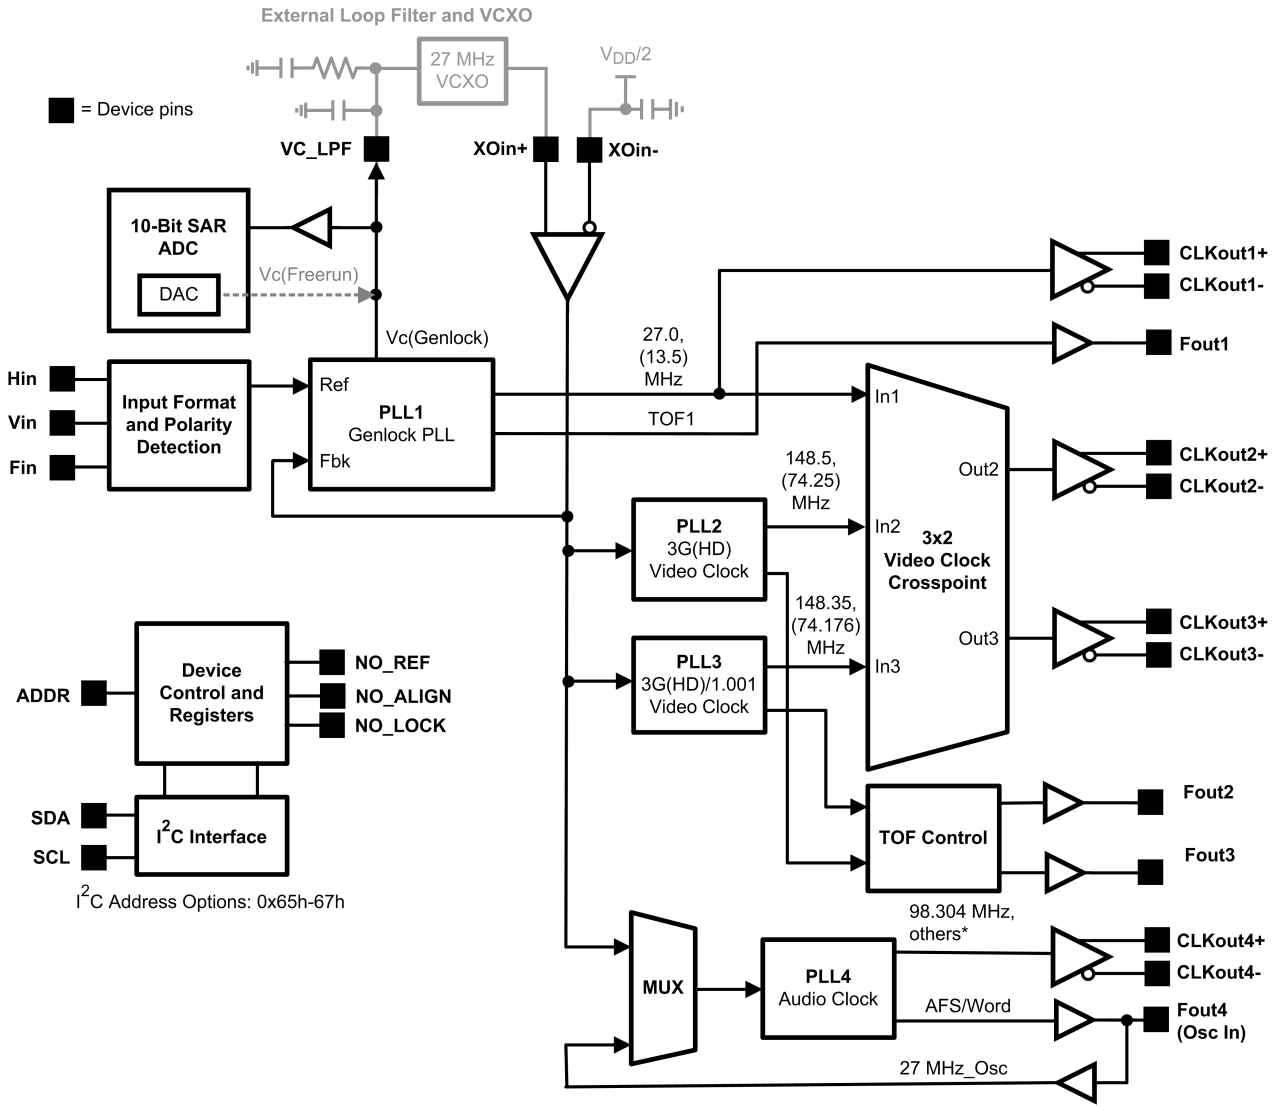 External Loop Filter and VCXO
27 MHz
VCXO
VDD/2
= Device pins
VC_LPF
XOin+
XOin-
10-Bit SAR
ADC
DAC
Vc(Freerun)
Vc(Genlock)
CLKout1+
CLKout1-
Fout1
27.0,
(13.5)
MHz
TOF1
Hin
Vin
Fin
Input Format
and Polarity
Detection
Ref
PLL1
Genlock PLL
Fbk
In1
Out2
In2
3x2
Video Clock
Crosspoint
Out3
In3
CLKout2+
CLKout2-
148.5,
(74.25)
MHz
PLL2
3G(HD)
Video Clock
148.35,
(74.176)
MHz
PLL3
3G(HD)/1.001
Video Clock
CLKout3+
CLKout3-
ADDR
Device
Control and
Registers
NO_REF
NO_ALIGN
NO_LOCK
SDA
SCL
I2C Interface
I2C Address Options: 0x65h-67h
TOF Control
Fout2
Fout3
98.304 MHz,
others*
MUX
PLL4
Audio Clock
AFS/Word
27 MHz_Osc
CLKout4+
CLKout4-
Fout4
(Osc In)